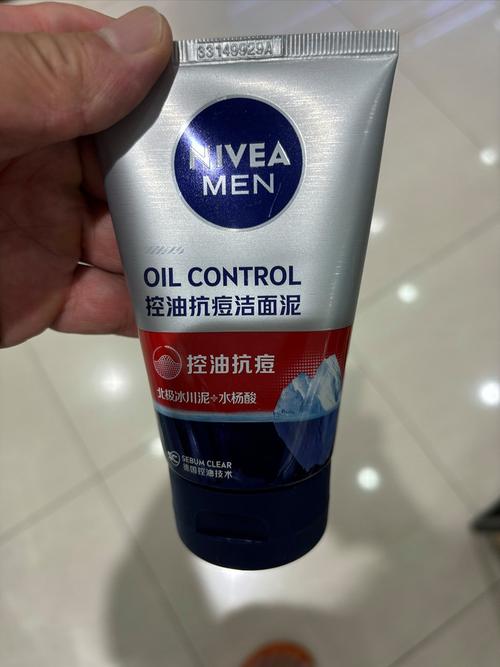 33149929A
NIVEA
MEN
OIL CONTROL
控油抗痘洁面泥
控油抗痘
北极冰川泥+水杨酸
SEBUM CLEAR
德国控油技术